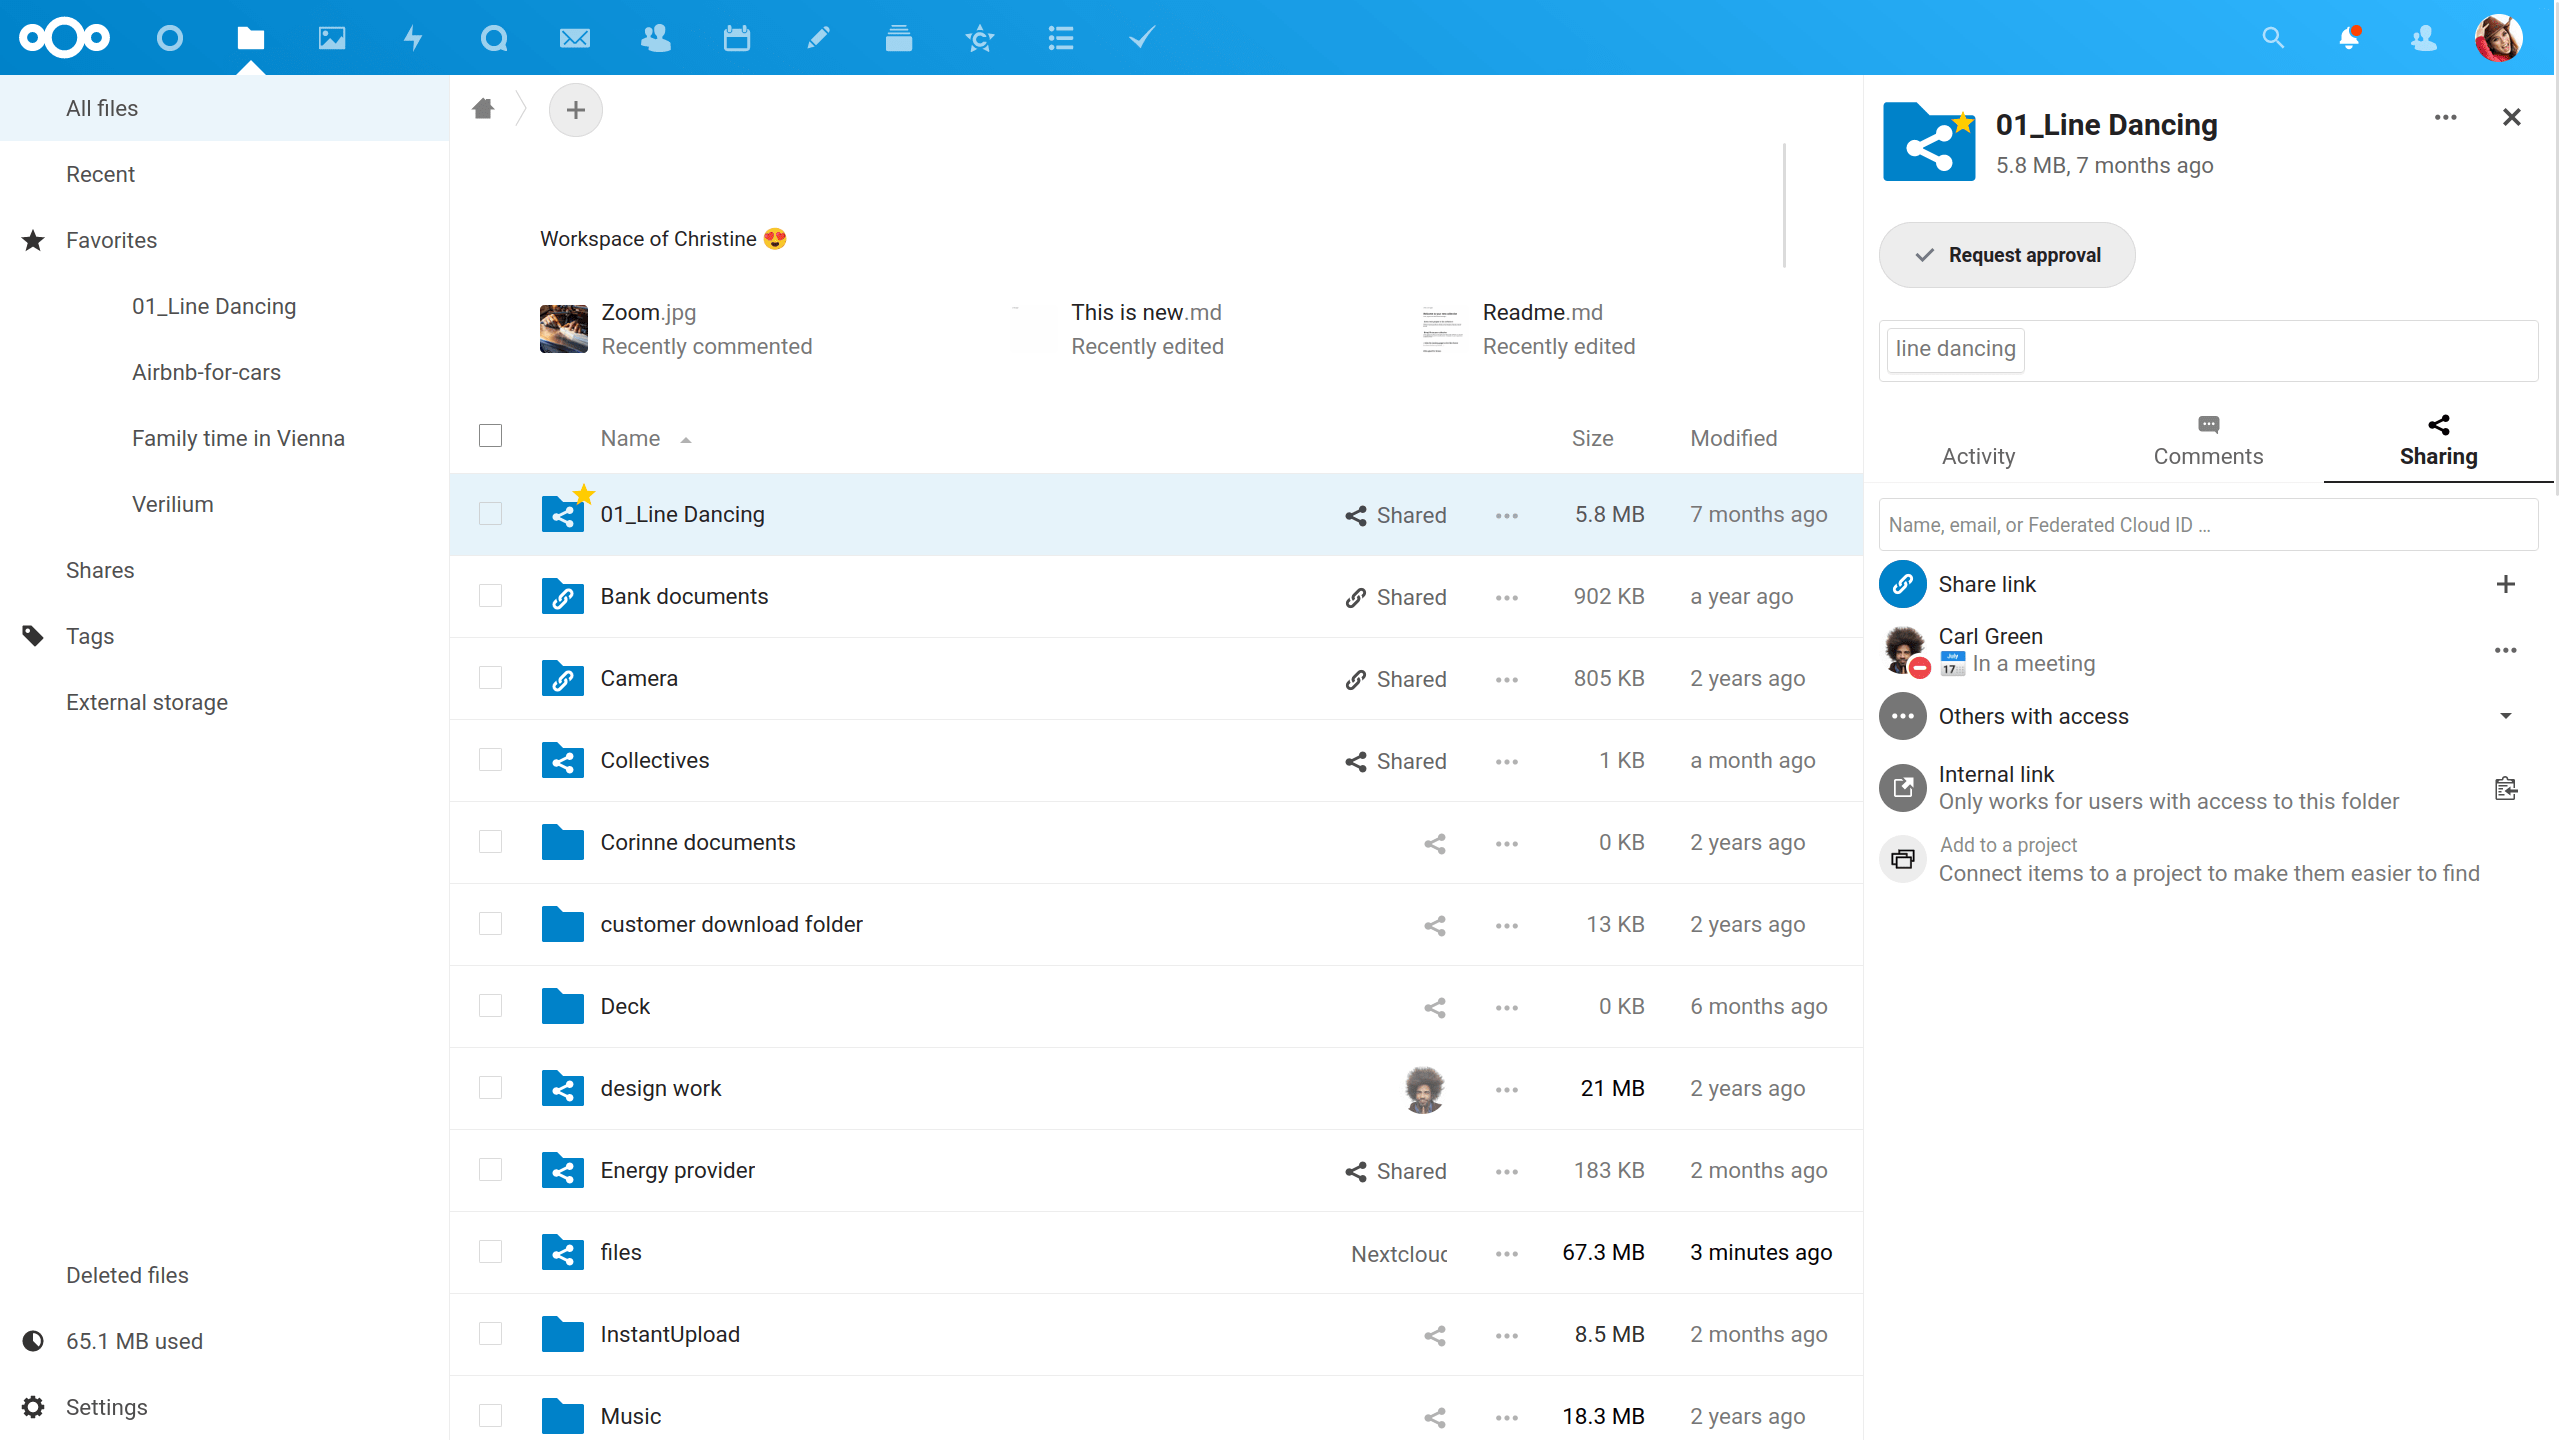 All files
Recent
Favorites
01_Line Dancing
Airbnb-for-cars
Family time in Vienna
Verilium
Shares
Tags
External storage
Deleted files
65.1 MB used
Settings
Workspace of Christine 😍
Zoom.jpg
Recently commented
This is new.md
Recently edited
Readme.md
Recently edited
Name Size Modified
01_Line Dancing Shared 5.8 MB 7 months ago
Bank documents Shared 902 KB a year ago
Camera Shared 805 KB 2 years ago
Collectives Shared 1 KB a month ago
Corinne documents 0 KB 2 years ago
customer download folder 13 KB 2 years ago
Deck 0 KB 6 months ago
design work 21 MB 2 years ago
Energy provider Shared 183 KB 2 months ago
files Nextcloud 67.3 MB 3 minutes ago
InstantUpload 8.5 MB 2 months ago
Music 18.3 MB 2 years ago
01_Line Dancing
5.8 MB, 7 months ago
Request approval
line dancing
Activity Comments Sharing
Name, email, or Federated Cloud ID …
Share link
Carl Green
July
17
In a meeting
Others with access
Internal link
Only works for users with access to this folder
Add to a project
Connect items to a project to make them easier to find